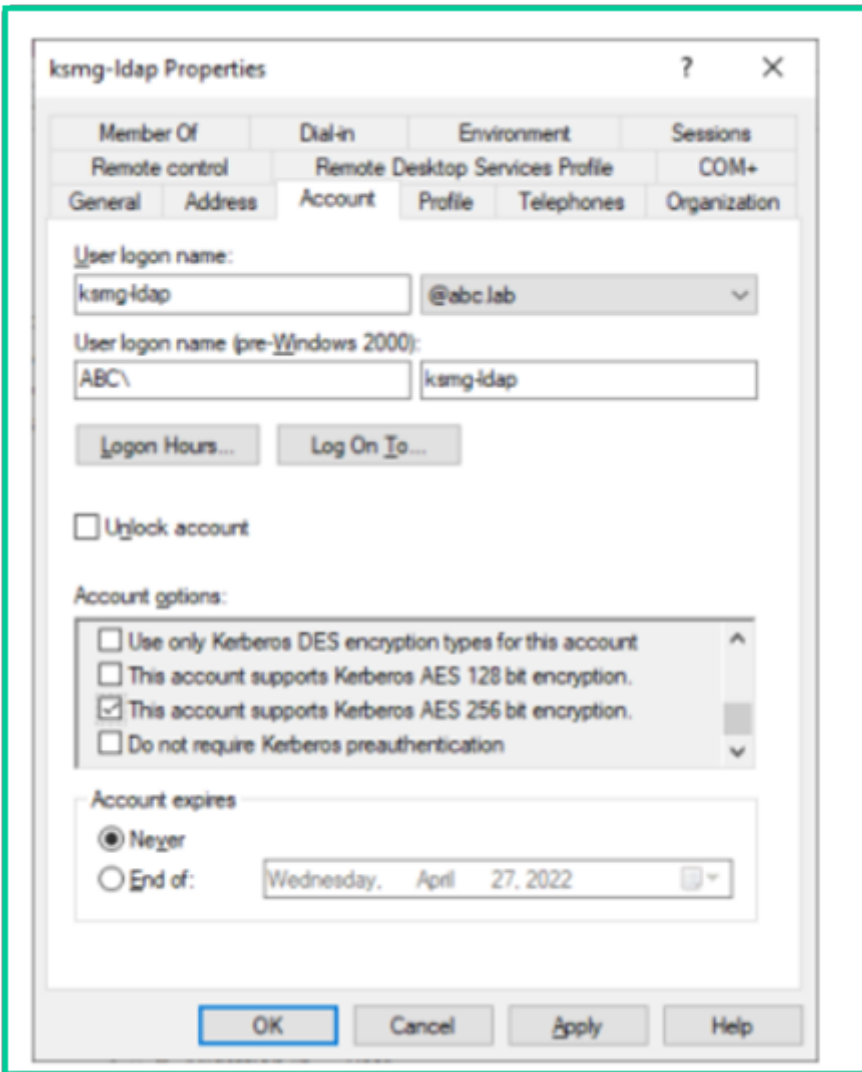 ksmg-ldap Properties ? ×
Member Of Dial-in Environment Sessions
Remote control Remote Desktop Services Profile COM+
General Address Account Profile Telephones Organization
User logon name:
ksmg-ldap @abc.lab
User logon name (pre-Windows 2000):
ABC\ ksmg-ldap
Logon Hours... Log On To...
Unlock account
Account options:
Use only Kerberos DES encryption types for this account
This account supports Kerberos AES 128 bit encryption.
This account supports Kerberos AES 256 bit encryption.
Do not require Kerberos preauthentication
Account expires
Never
End of: Wednesday, April 27, 2022
OK Cancel Apply Help